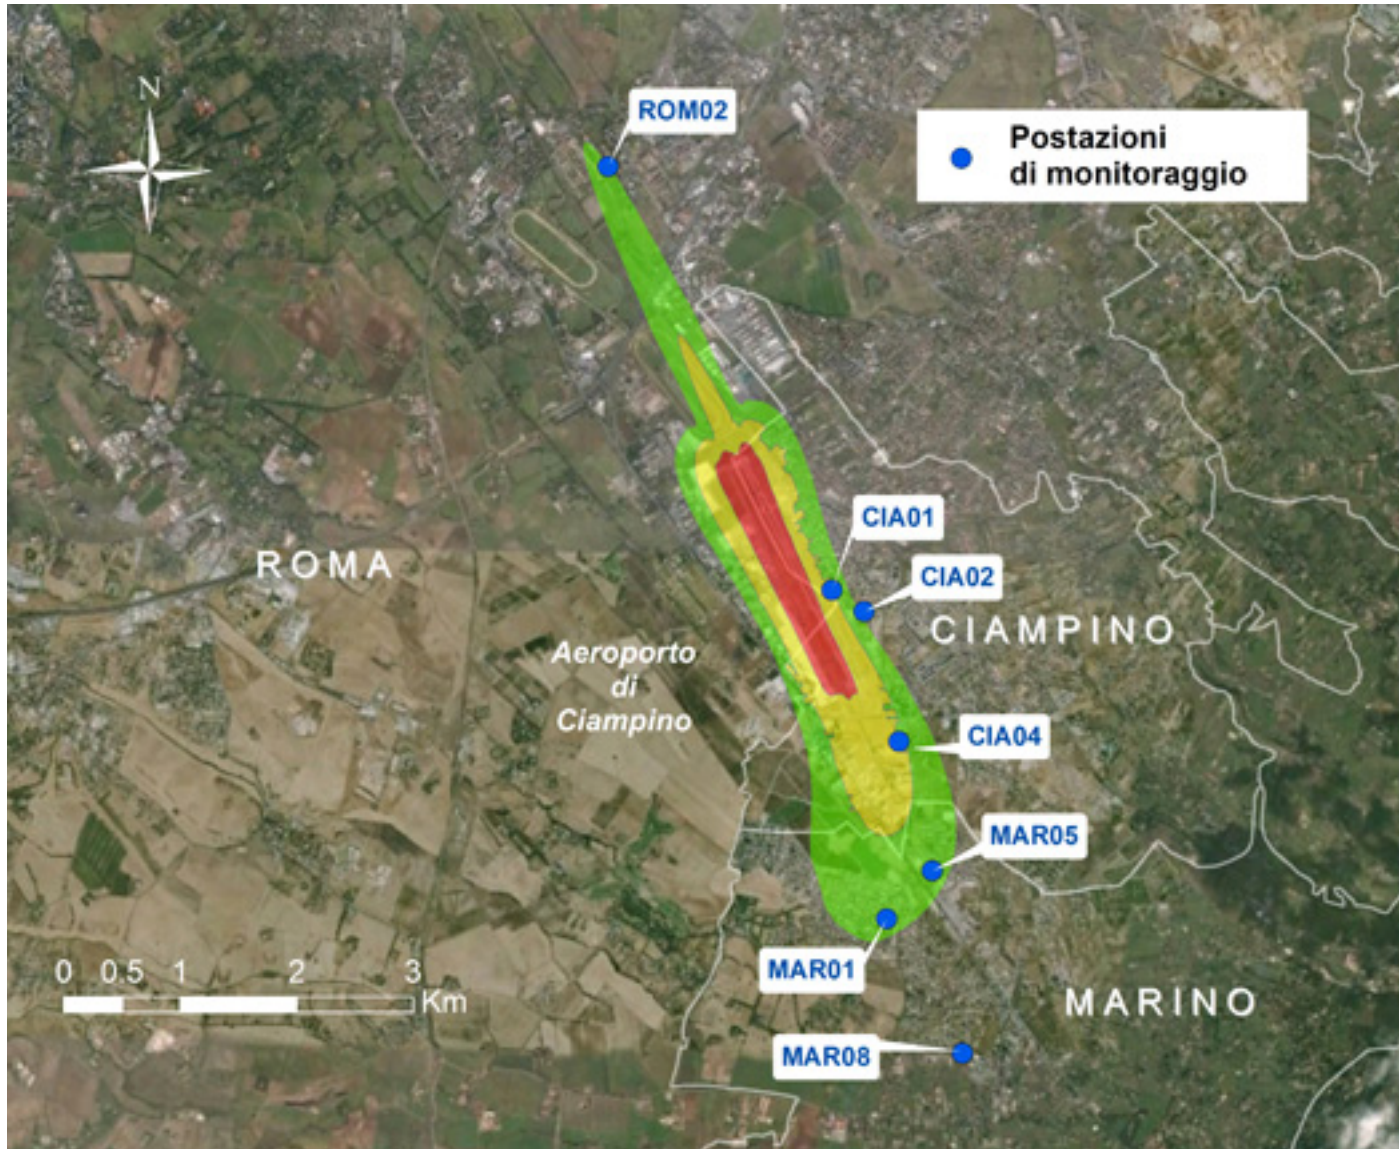 N
ROM02
Postazioni
di monitoraggio
CIA01
CIA02
ROMA
CIAMPINO
Aeroporto
di
Ciampino
CIA04
MAR05
MAR01
0 0.5 1 2 3
Km
MARINO
MAR08